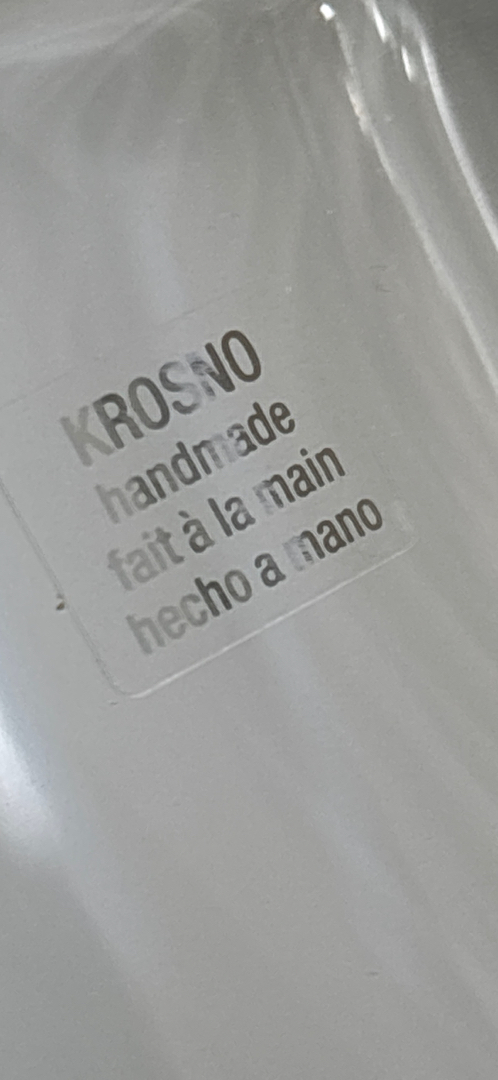 KROSNO
handmade
fait à la main
hecho a mano